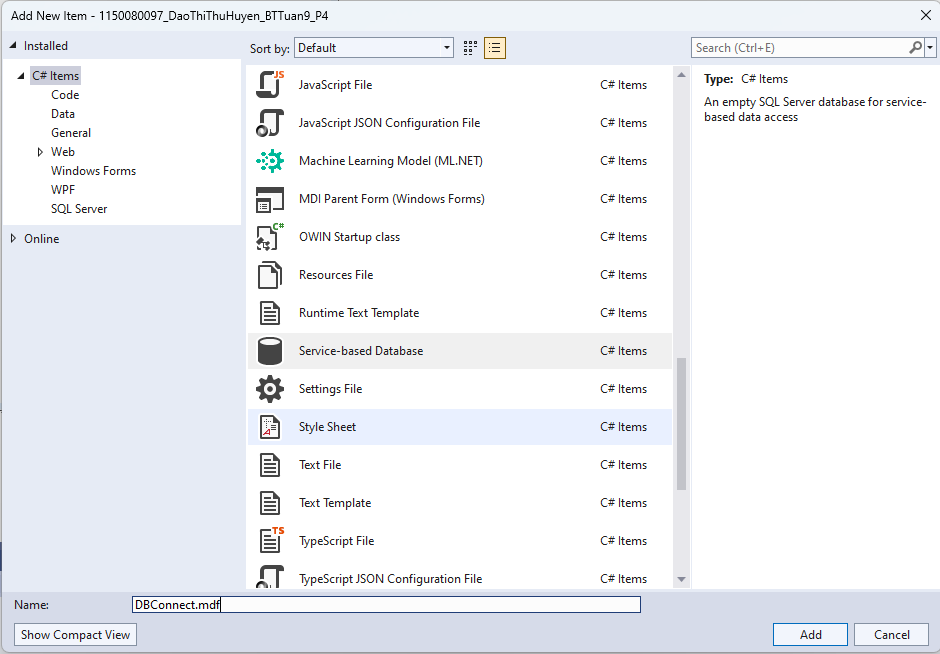 Add New Item - 1150080097_DaoThiThuHuyen_BTTuan9_P4
Installed
Sort by: Default
Search (Ctrl+E)
C# Items
Code
Data
General
Web
Windows Forms
WPF
SQL Server
Online
JS JavaScript File C# Items
JavaScript JSON Configuration File C# Items
Machine Learning Model (ML.NET) C# Items
MDI Parent Form (Windows Forms) C# Items
C# OWIN Startup class C# Items
Resources File C# Items
Runtime Text Template C# Items
Service-based Database C# Items
Settings File C# Items
Style Sheet C# Items
Text File C# Items
Text Template C# Items
TS TypeScript File C# Items
TypeScript JSON Configuration File C# Items
Type: C# Items
An empty SQL Server database for service-
based data access
Name: DBConnect.mdf
Show Compact View
Add
Cancel